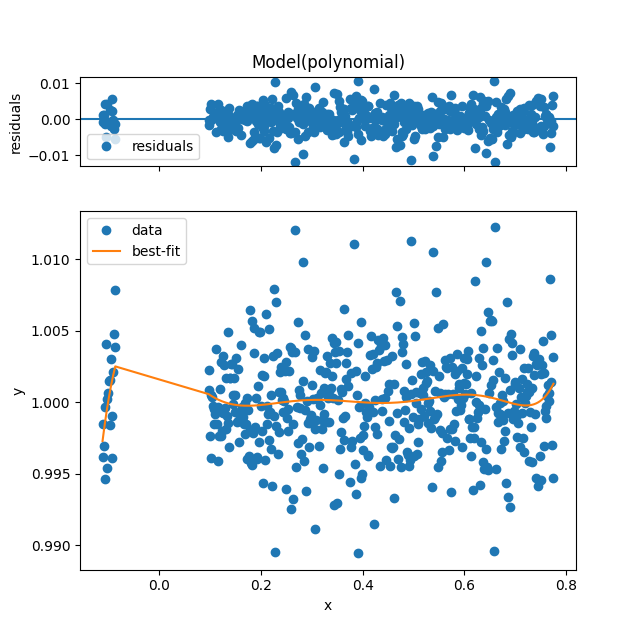 Model(polynomial)
0.01
0.00
−0.01
residuals
residuals
data
best-fit
1.010
1.005
1.000
0.995
0.990
y
0.0
0.2
0.4
0.6
0.8
x